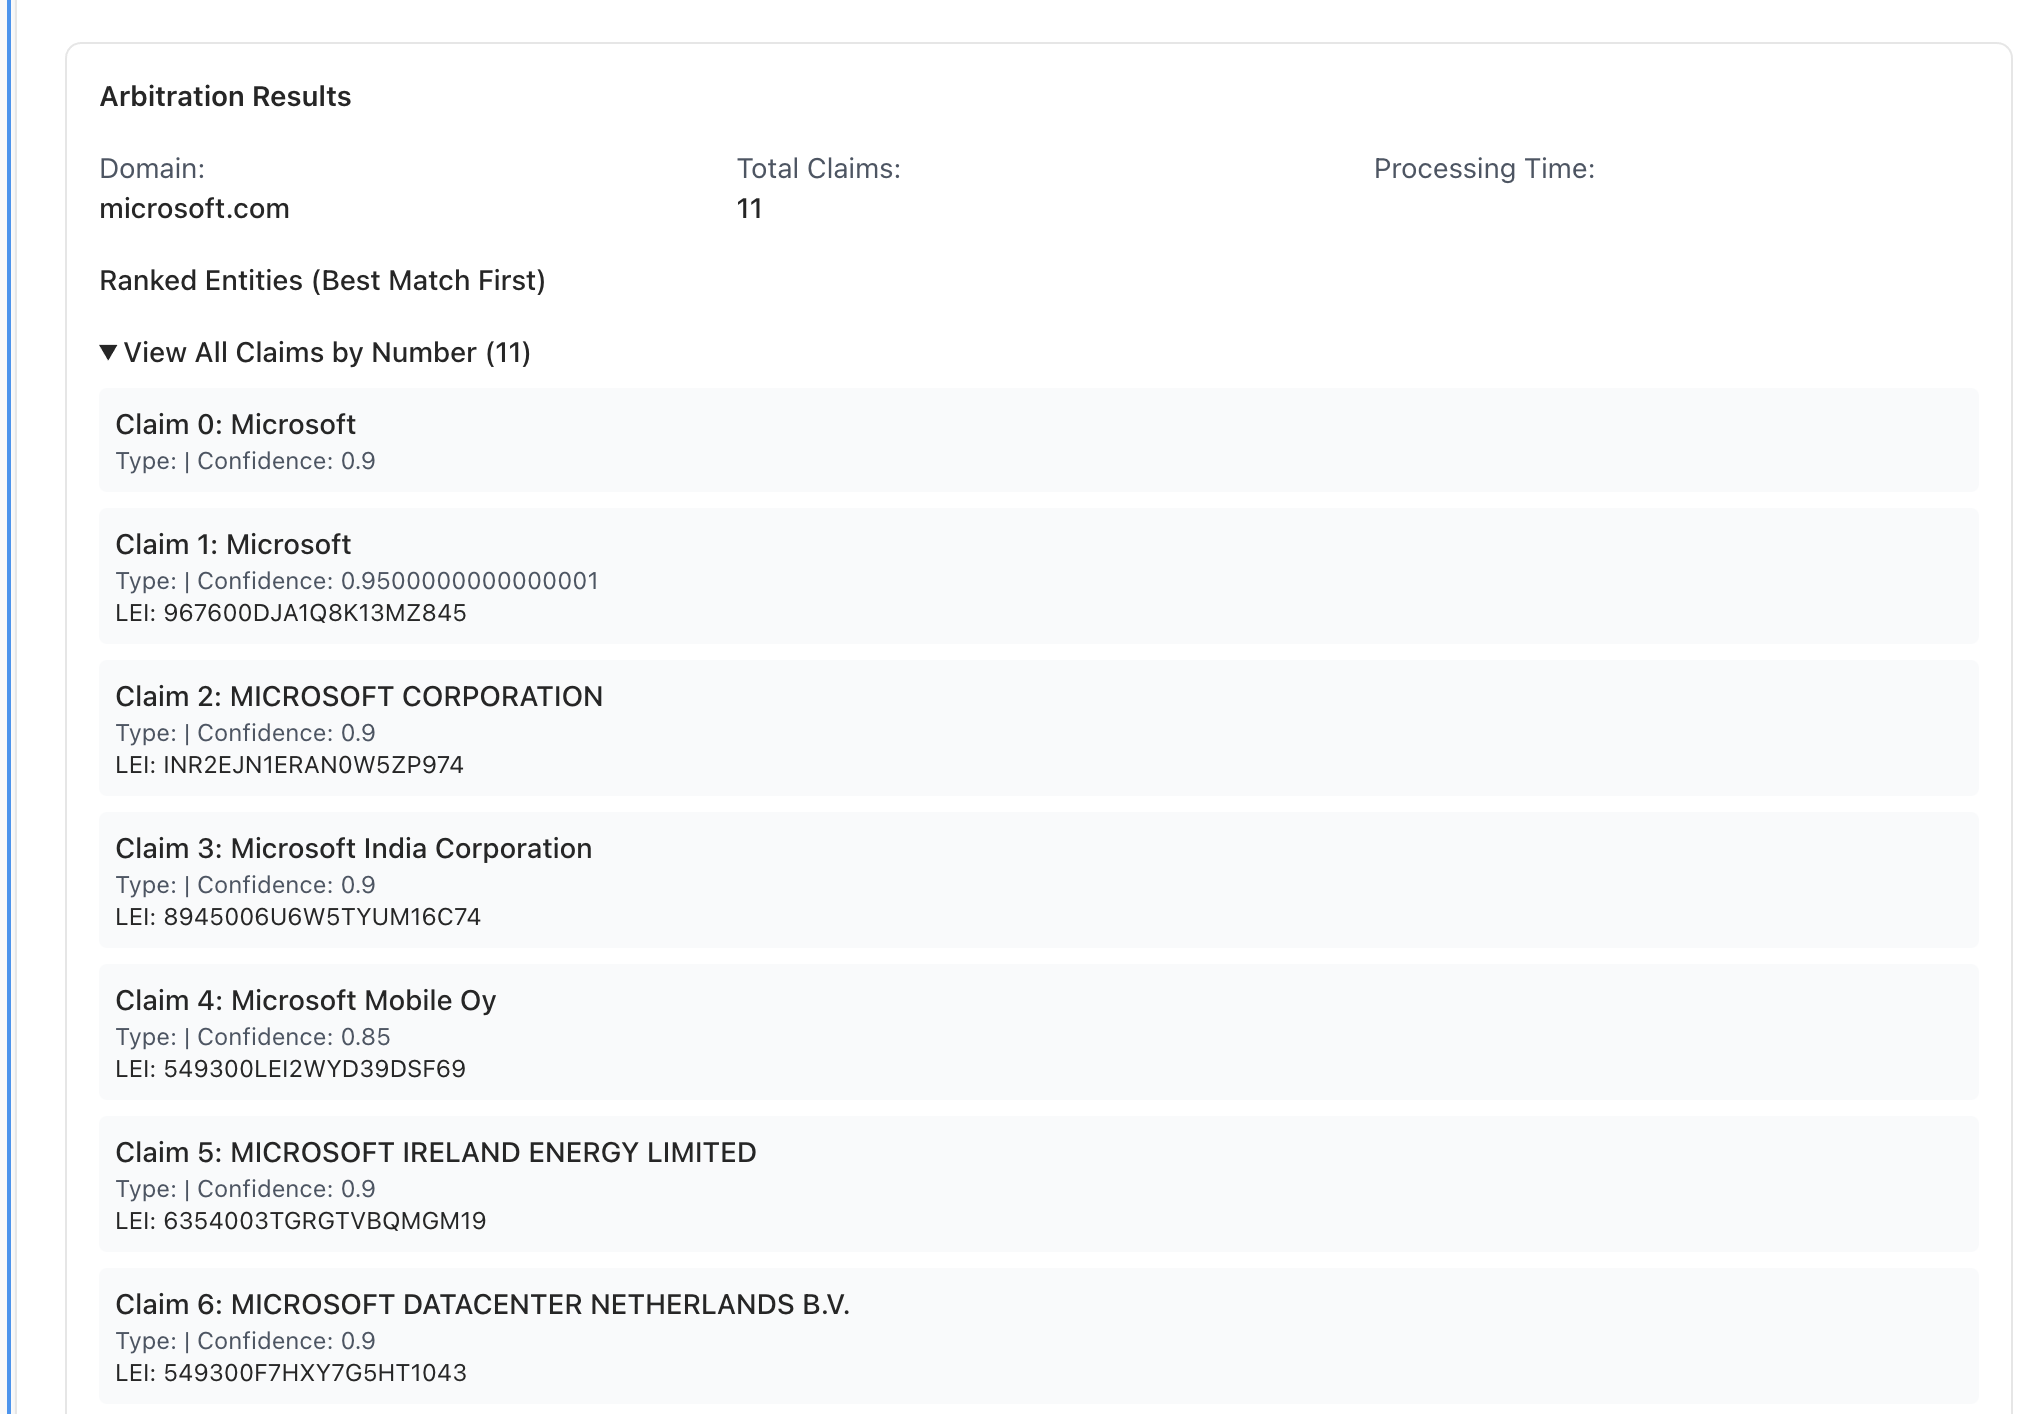 Arbitration Results
Domain:
microsoft.com
Total Claims:
11
Processing Time:
Ranked Entities (Best Match First)
▼ View All Claims by Number (11)
Claim 0: Microsoft
Type: | Confidence: 0.9
Claim 1: Microsoft
Type: | Confidence: 0.9500000000000001
LEI: 967600DJA1Q8K13MZ845
Claim 2: MICROSOFT CORPORATION
Type: | Confidence: 0.9
LEI: INR2EJN1ERAN0W5ZP974
Claim 3: Microsoft India Corporation
Type: | Confidence: 0.9
LEI: 8945006U6W5TYUM16C74
Claim 4: Microsoft Mobile Oy
Type: | Confidence: 0.85
LEI: 549300LEI2WYD39DSF69
Claim 5: MICROSOFT IRELAND ENERGY LIMITED
Type: | Confidence: 0.9
LEI: 6354003TGRGTVBQMGM19
Claim 6: MICROSOFT DATACENTER NETHERLANDS B.V.
Type: | Confidence: 0.9
LEI: 549300F7HXY7G5HT1043